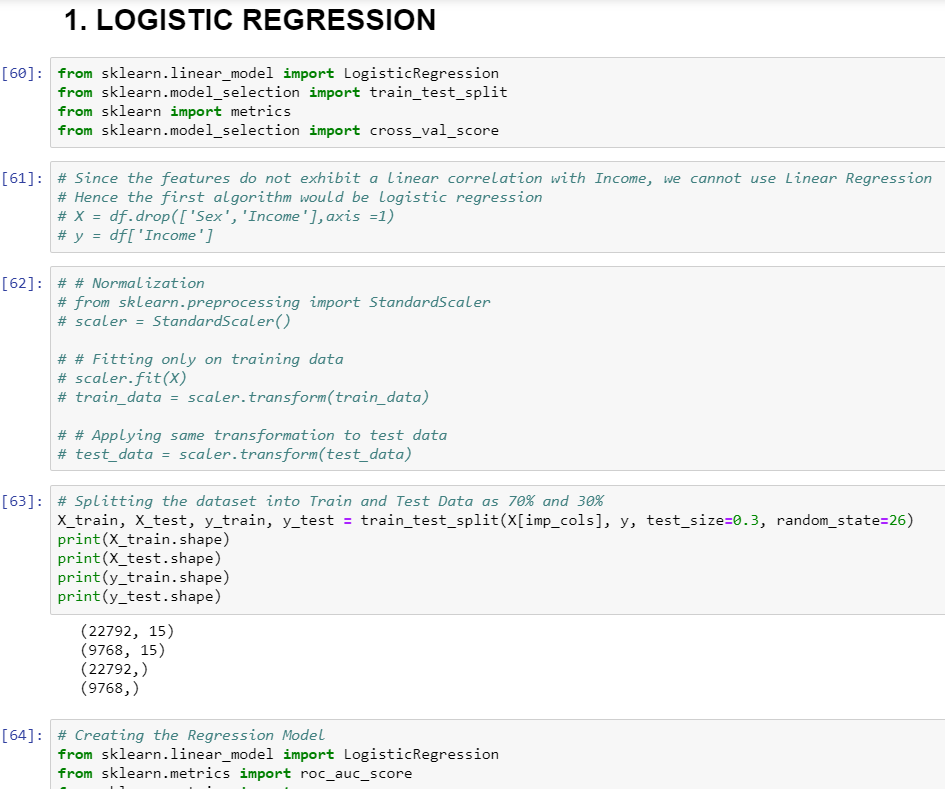 1. LOGISTIC REGRESSION
[60]: from sklearn.linear_model import LogisticRegression
from sklearn.model_selection import train_test_split
from sklearn import metrics
from sklearn.model_selection import cross_val_score
[61]: # Since the features do not exhibit a linear correlation with Income, we cannot use Linear Regression
# Hence the first algorithm would be logistic regression
# X = df.drop(['Sex','Income'],axis =1)
# y = df['Income']
[62]: # # Normalization
# from sklearn.preprocessing import StandardScaler
# scaler = StandardScaler()
# # Fitting only on training data
# scaler.fit(X)
# train_data = scaler.transform(train_data)
# # Applying same transformation to test data
# test_data = scaler.transform(test_data)
[63]: # Splitting the dataset into Train and Test Data as 70% and 30%
X_train, X_test, y_train, y_test = train_test_split(X[imp_cols], y, test_size=0.3, random_state=26)
print(X_train.shape)
print(X_test.shape)
print(y_train.shape)
print(y_test.shape)
(22792, 15)
(9768, 15)
(22792,)
(9768,)
[64]: # Creating the Regression Model
from sklearn.linear_model import LogisticRegression
from sklearn.metrics import roc_auc_score